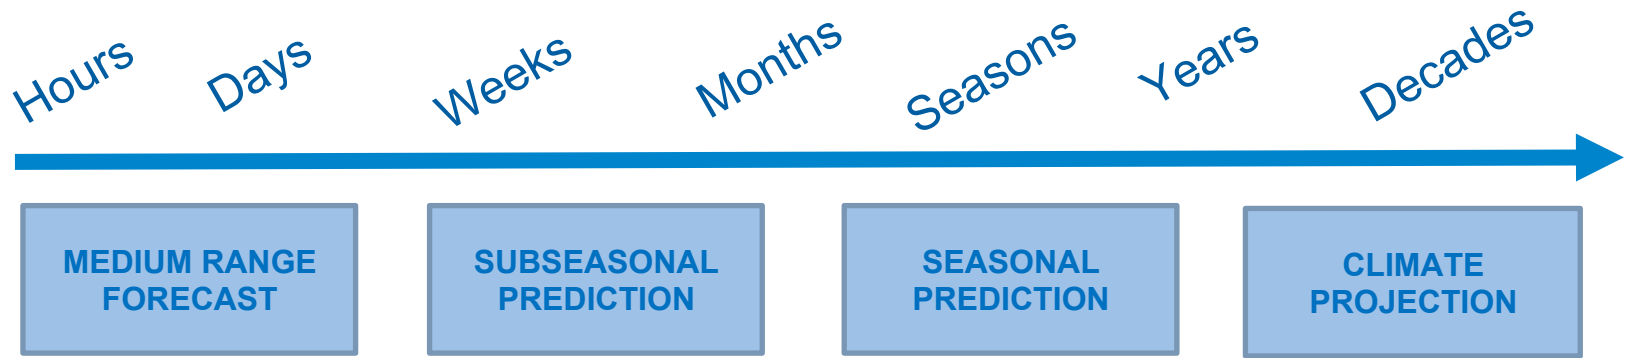 Hours
Days
Weeks
Months
Seasons
Years
Decades
MEDIUM RANGE
FORECAST
SUBSEASONAL
PREDICTION
SEASONAL
PREDICTION
CLIMATE
PROJECTION